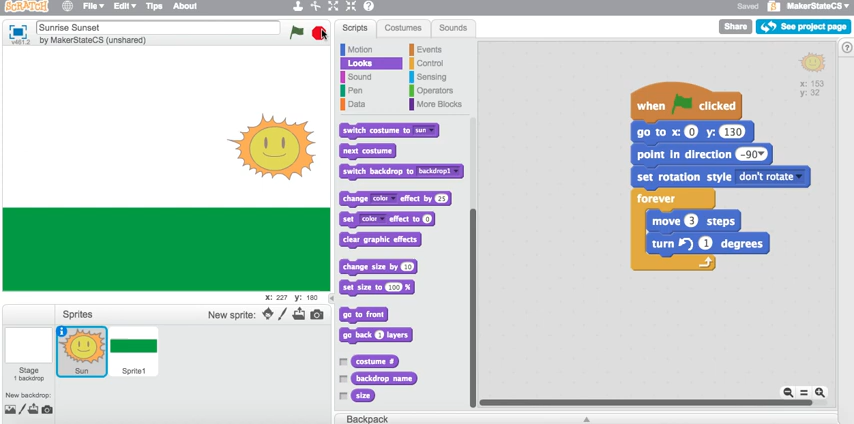 SCRATCH File Edit Tips About Saved MakerStateCS
Sunrise Sunset
by MakerStateCS (unshared)
v461.2
Scripts Costumes Sounds
Share See project page
Motion Events
Looks Control
Sound Sensing
Pen Operators
Data More Blocks
switch costume to sun
next costume
switch backdrop to backdrop1
change color effect by 25
set color effect to 0
clear graphic effects
change size by 10
set size to 100 %
go to front
go back 1 layers
costume #
backdrop name
size
x: 153
y: 32
when clicked
go to x: 0 y: 130
point in direction -90
set rotation style don't rotate
forever
move 3 steps
turn 1 degrees
x: 227 y: 180
Sprites New sprite:
Stage
1 backdrop
New backdrop:
Sun
Sprite1
Backpack